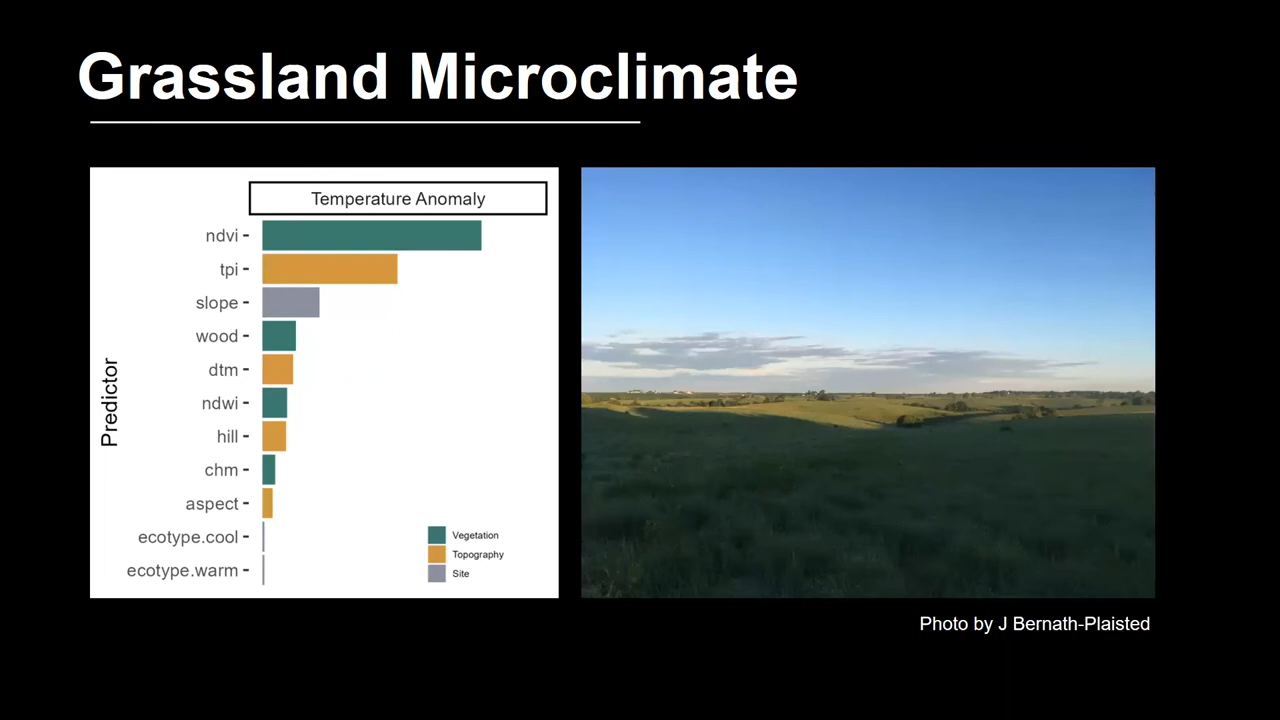 Grassland Microclimate
Temperature Anomaly
Predictor
ndvi
tpi
slope
wood
dtm
ndwi
hill
chm
aspect
ecotype.cool
ecotype.warm
Vegetation
Topography
Site
Photo by J Bernath-Plaisted